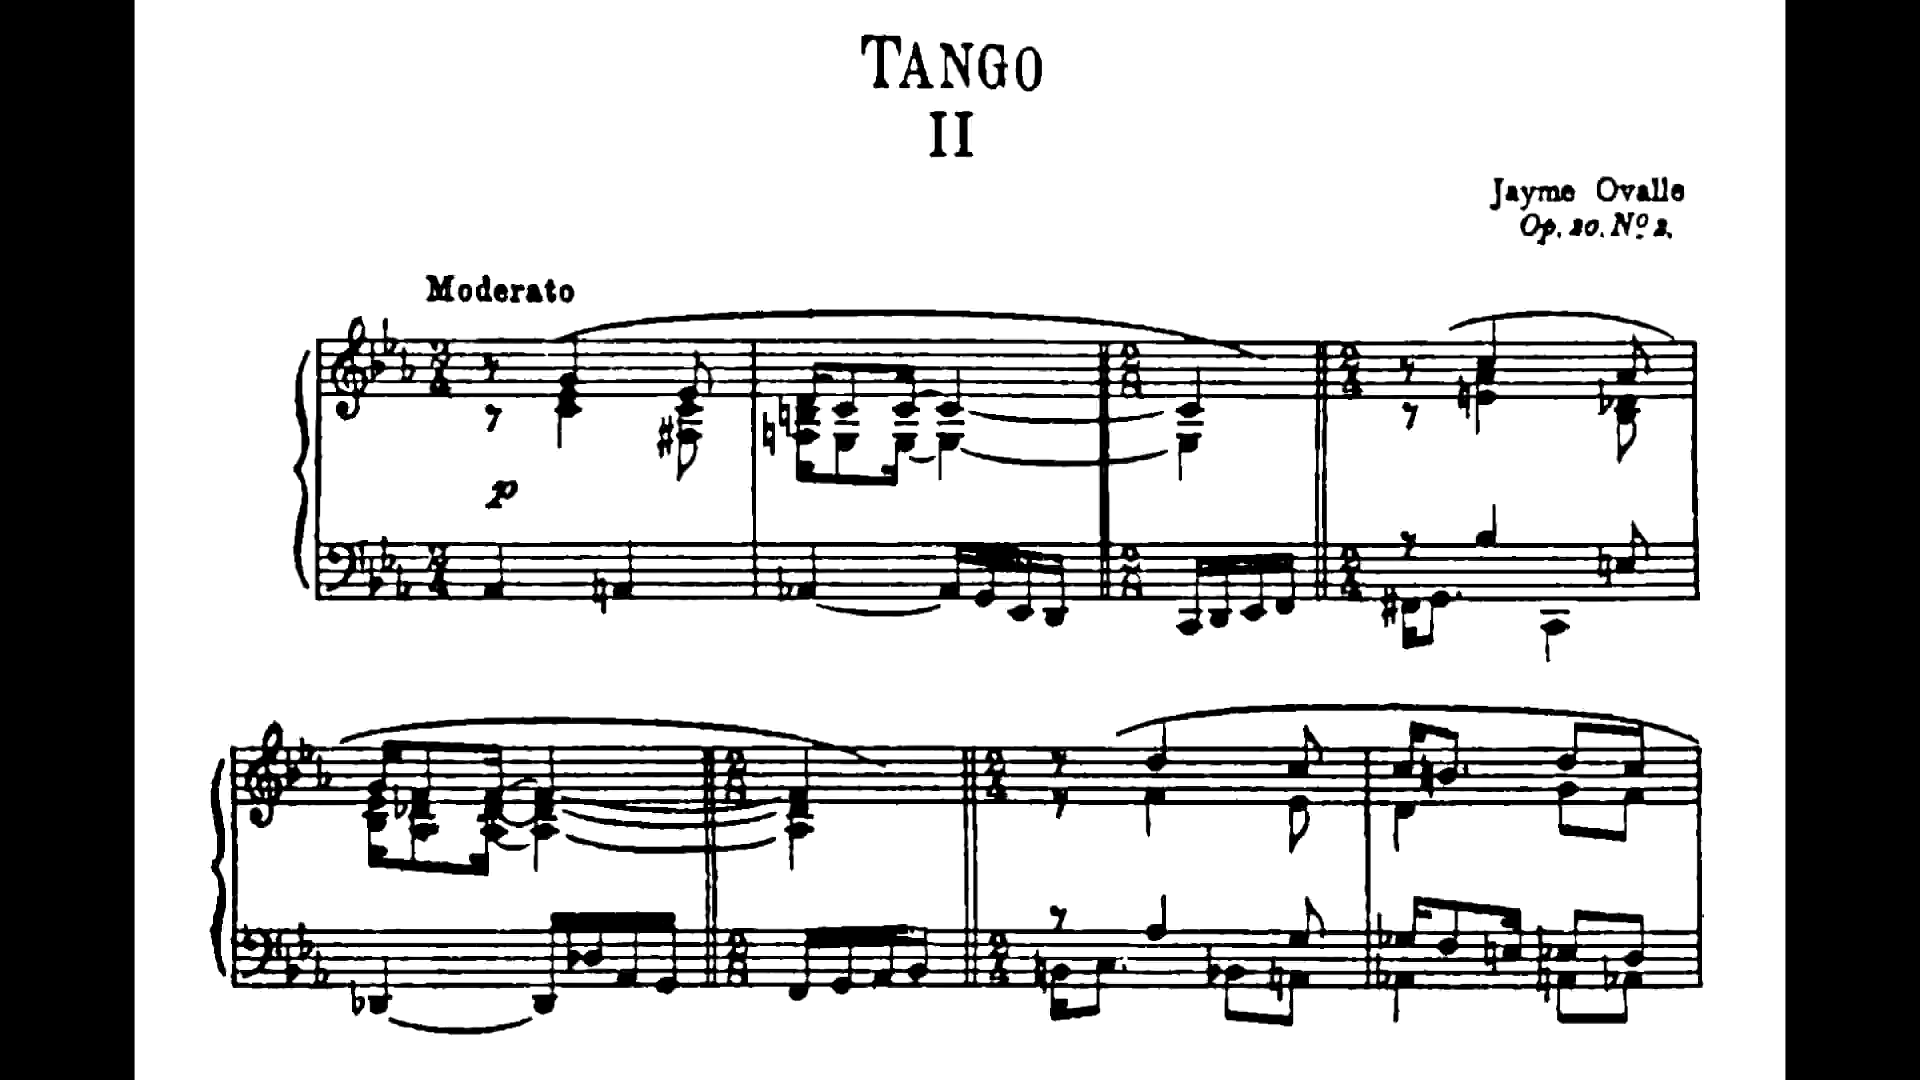 TANGO
II
Jayme Ovalle
Op. 20. Nº 2.
Moderato
p